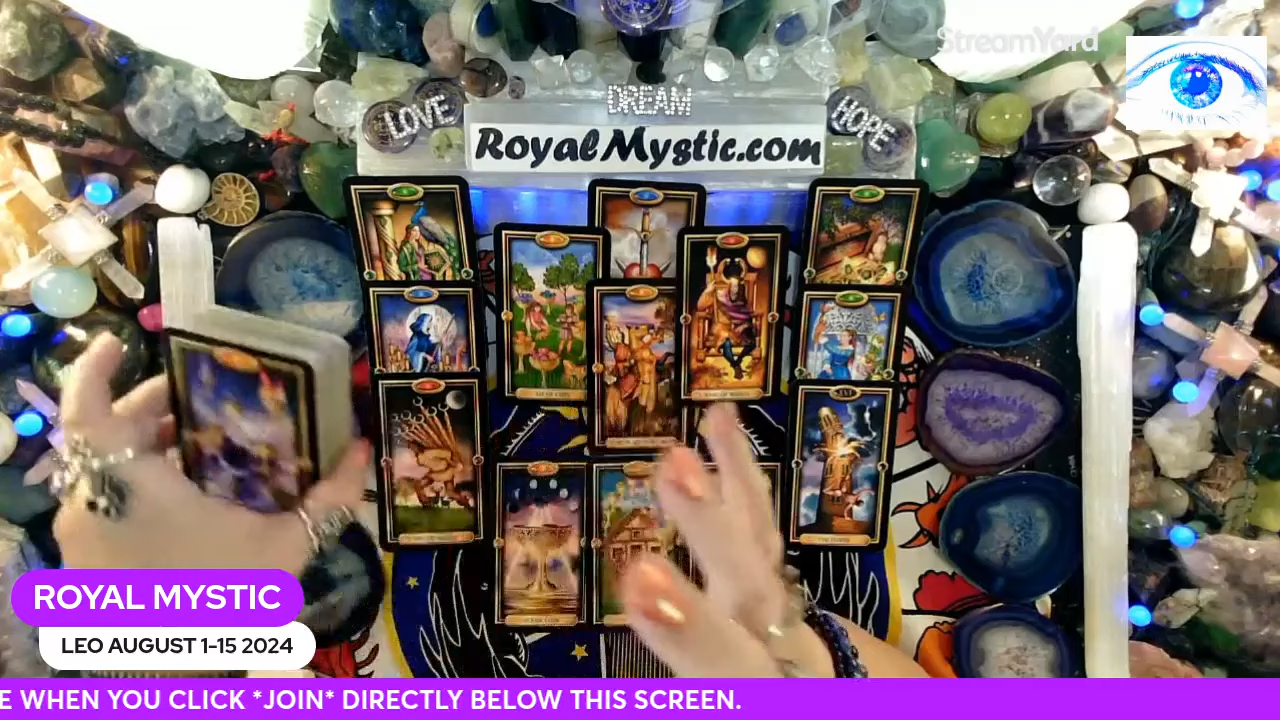 StreamYard
LOVE
DREAM
HOPE
RoyalMystic.com
XVI
ROYAL MYSTIC
LEO AUGUST 1-15 2024
E WHEN YOU CLICK *JOIN* DIRECTLY BELOW THIS SCREEN.